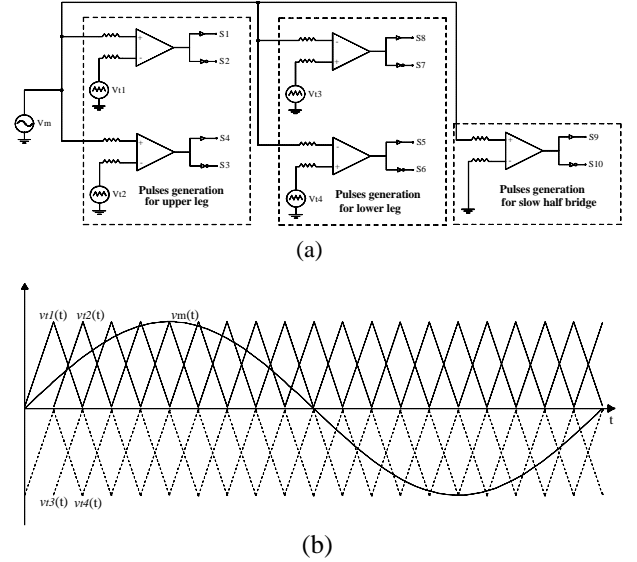 S1
S2
Vt1
Vm
S4
S3
Vt2
Pulses generation
for upper leg
S8
S7
Vt3
S5
S6
Vt4
Pulses generation
for lower leg
S9
S10
Pulses generation
for slow half bridge
+
-
+
-
-
+
-
+
+
-
(a)
vt1(t)
vt2(t)
vm(t)
t
vt3(t)
vt4(t)
(b)